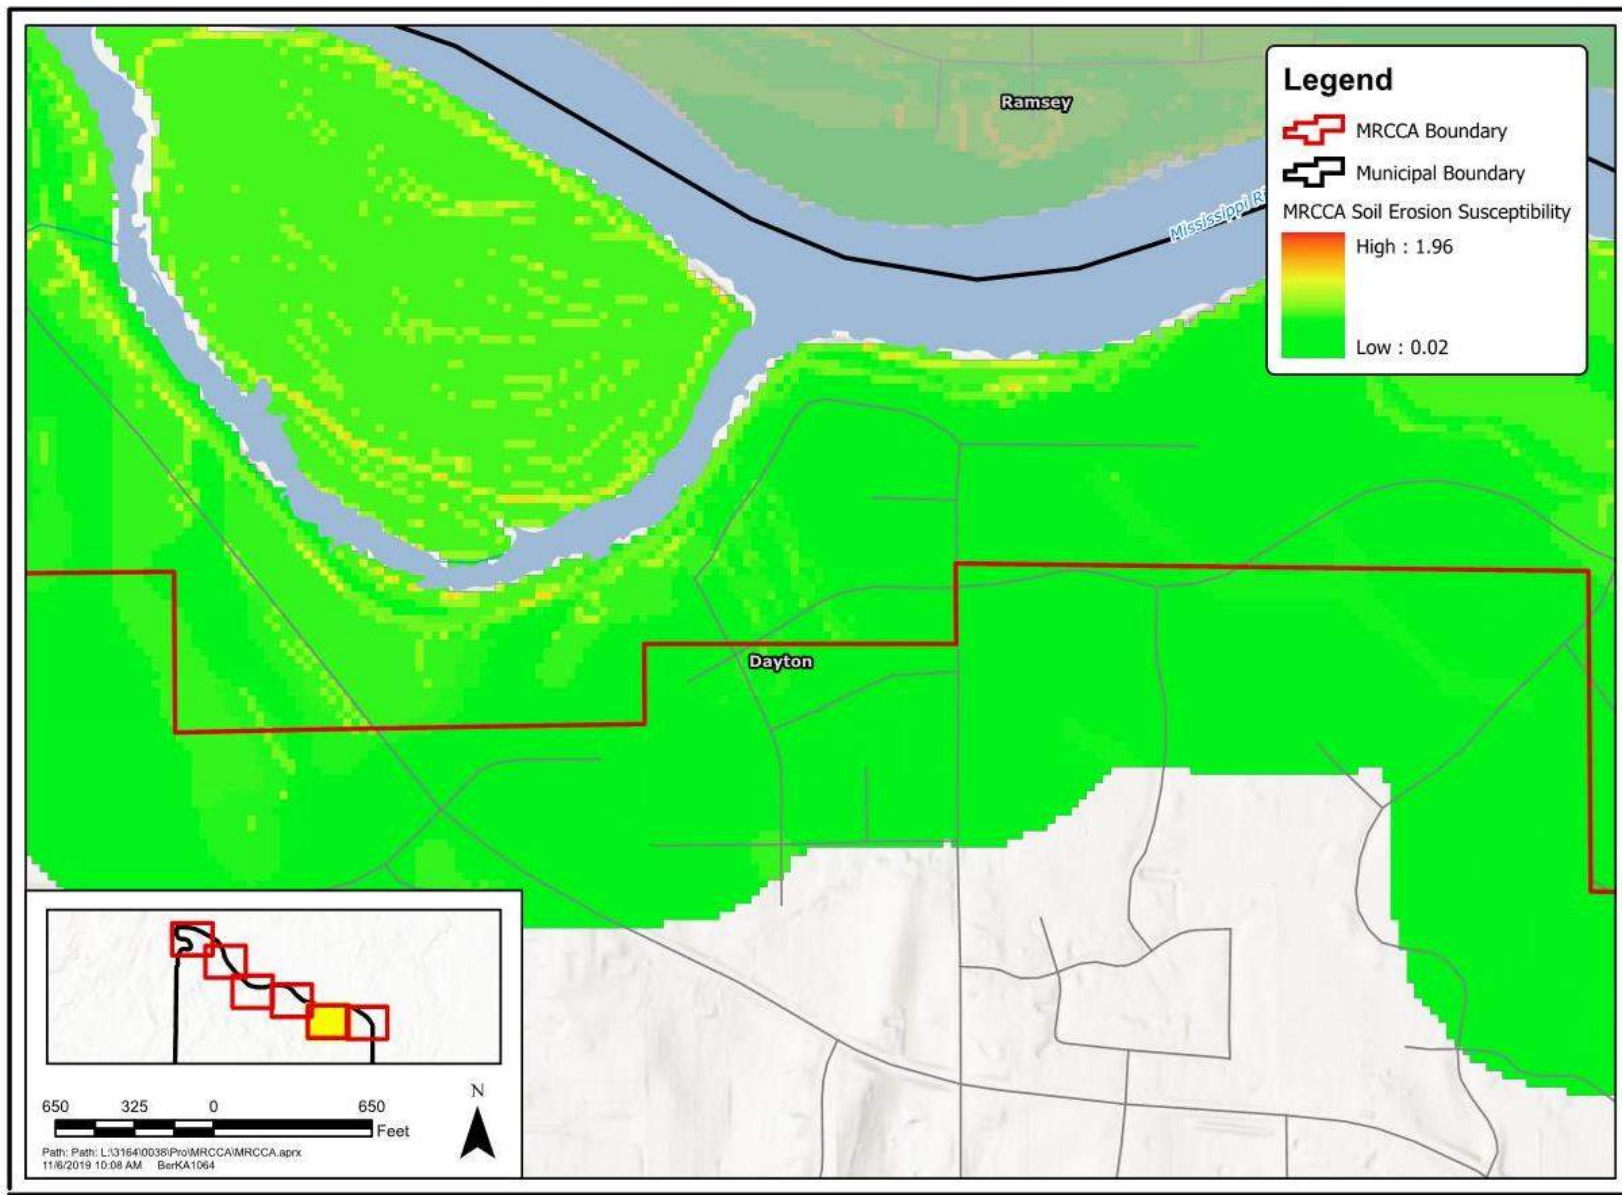 Ramsey
Mississippi Ri
Legend
MRCCA Boundary
Municipal Boundary
MRCCA Soil Erosion Susceptibility
High : 1.96
Low : 0.02
Dayton
650 325 0 650
Feet
N
Path: Path: L:\3164\0038\Pro\MRCCA\MRCCA.aprx
11/6/2019 10:08 AM BerKA1064